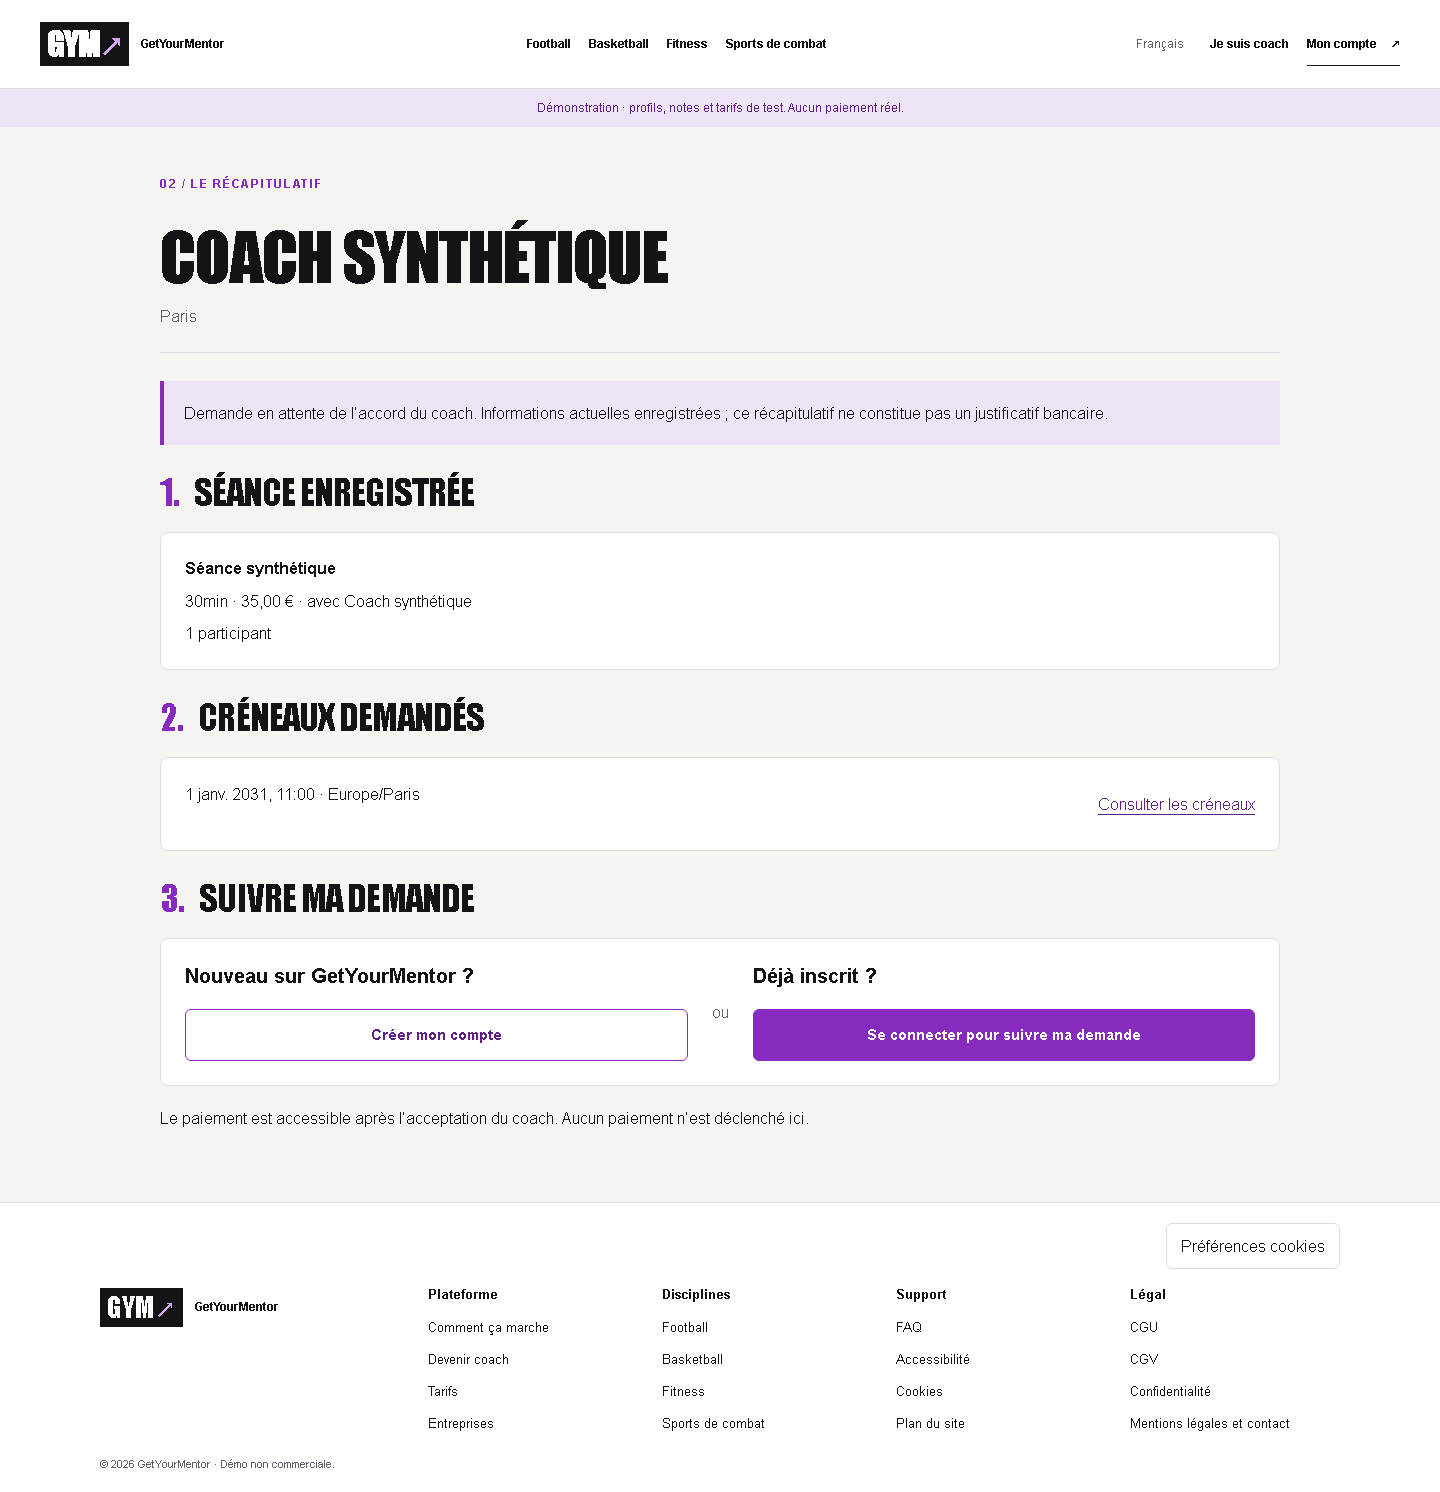 GYM↗ GetYourMentor
Football Basketball Fitness Sports de combat
Français Je suis coach Mon compte ↗
Démonstration · profils, notes et tarifs de test. Aucun paiement réel.
02 / LE RÉCAPITULATIF
COACH SYNTHÉTIQUE
Paris
Demande en attente de l'accord du coach. Informations actuelles enregistrées ; ce récapitulatif ne constitue pas un justificatif bancaire.
1. SÉANCE ENREGISTRÉE
Séance synthétique
30min · 35,00 € · avec Coach synthétique
1 participant
2. CRÉNEAUX DEMANDÉS
1 janv. 2031, 11:00 · Europe/Paris
Consulter les créneaux
3. SUIVRE MA DEMANDE
Nouveau sur GetYourMentor ?
Créer mon compte
ou
Déjà inscrit ?
Se connecter pour suivre ma demande
Le paiement est accessible après l'acceptation du coach. Aucun paiement n'est déclenché ici.
Préférences cookies
GYM↗ GetYourMentor
Plateforme
Comment ça marche
Devenir coach
Tarifs
Entreprises
Disciplines
Football
Basketball
Fitness
Sports de combat
Support
FAQ
Accessibilité
Cookies
Plan du site
Légal
CGU
CGV
Confidentialité
Mentions légales et contact
© 2026 GetYourMentor · Démo non commerciale.